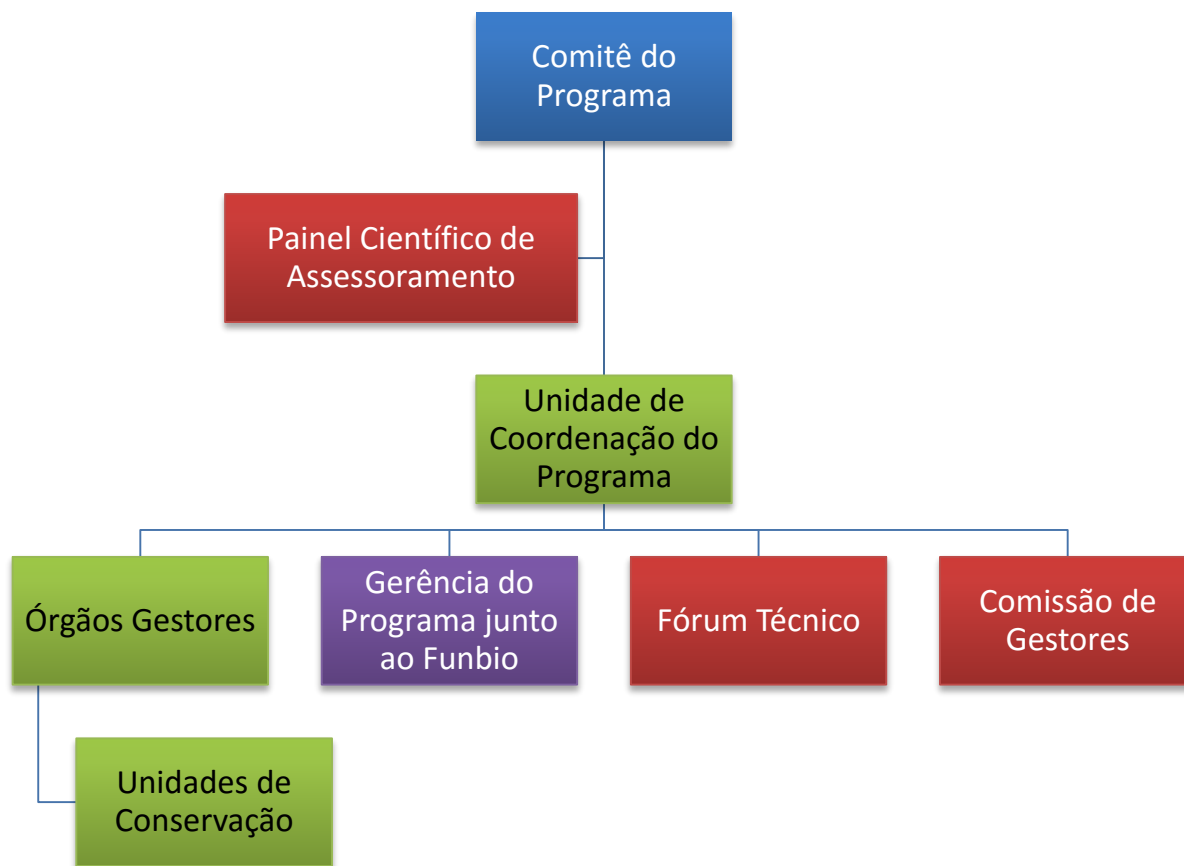 Comitê do
Programa
Painel Científico de
Assessoramento
Unidade de
Coordenação do
Programa
Órgãos Gestores
Gerência do
Programa junto
ao Funbio
Fórum Técnico
Comissão de
Gestores
Unidades de
Conservação